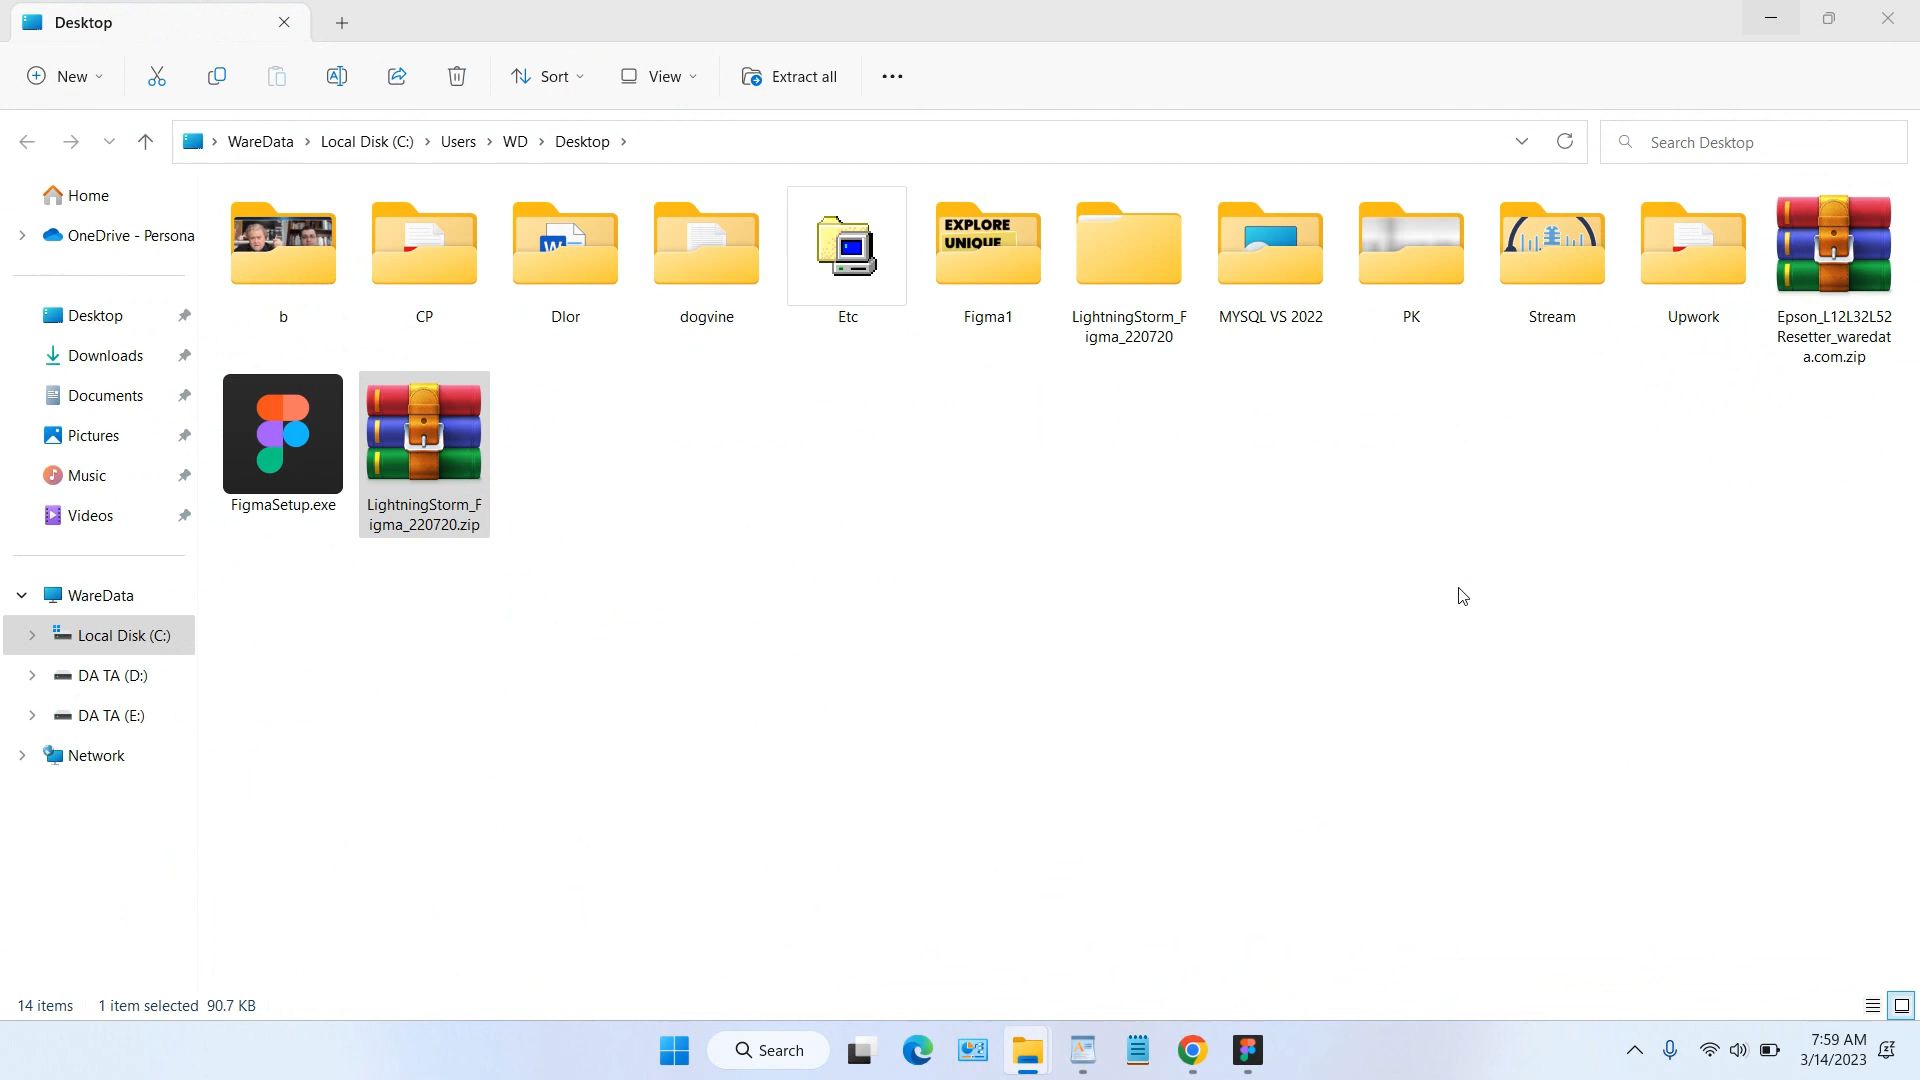 Desktop
New
Sort
View
Extract all
WareData
Local Disk (C:)
Users
WD
Desktop
Search Desktop
Home
OneDrive - Persona
Desktop
Downloads
Documents
Pictures
Music
Videos
WareData
Local Disk (C:)
DA TA (D:)
DA TA (E:)
Network
EXPLORE
UNIQUE
b
CP
DIor
dogvine
Etc
Figma1
LightningStorm_F
igma_220720
MYSQL VS 2022
PK
Stream
Upwork
Epson_L12L32L52
Resetter_waredat
a.com.zip
FigmaSetup.exe
LightningStorm_F
igma_220720.zip
14 items
1 item selected 90.7 KB
Search
7:59 AM
3/14/2023